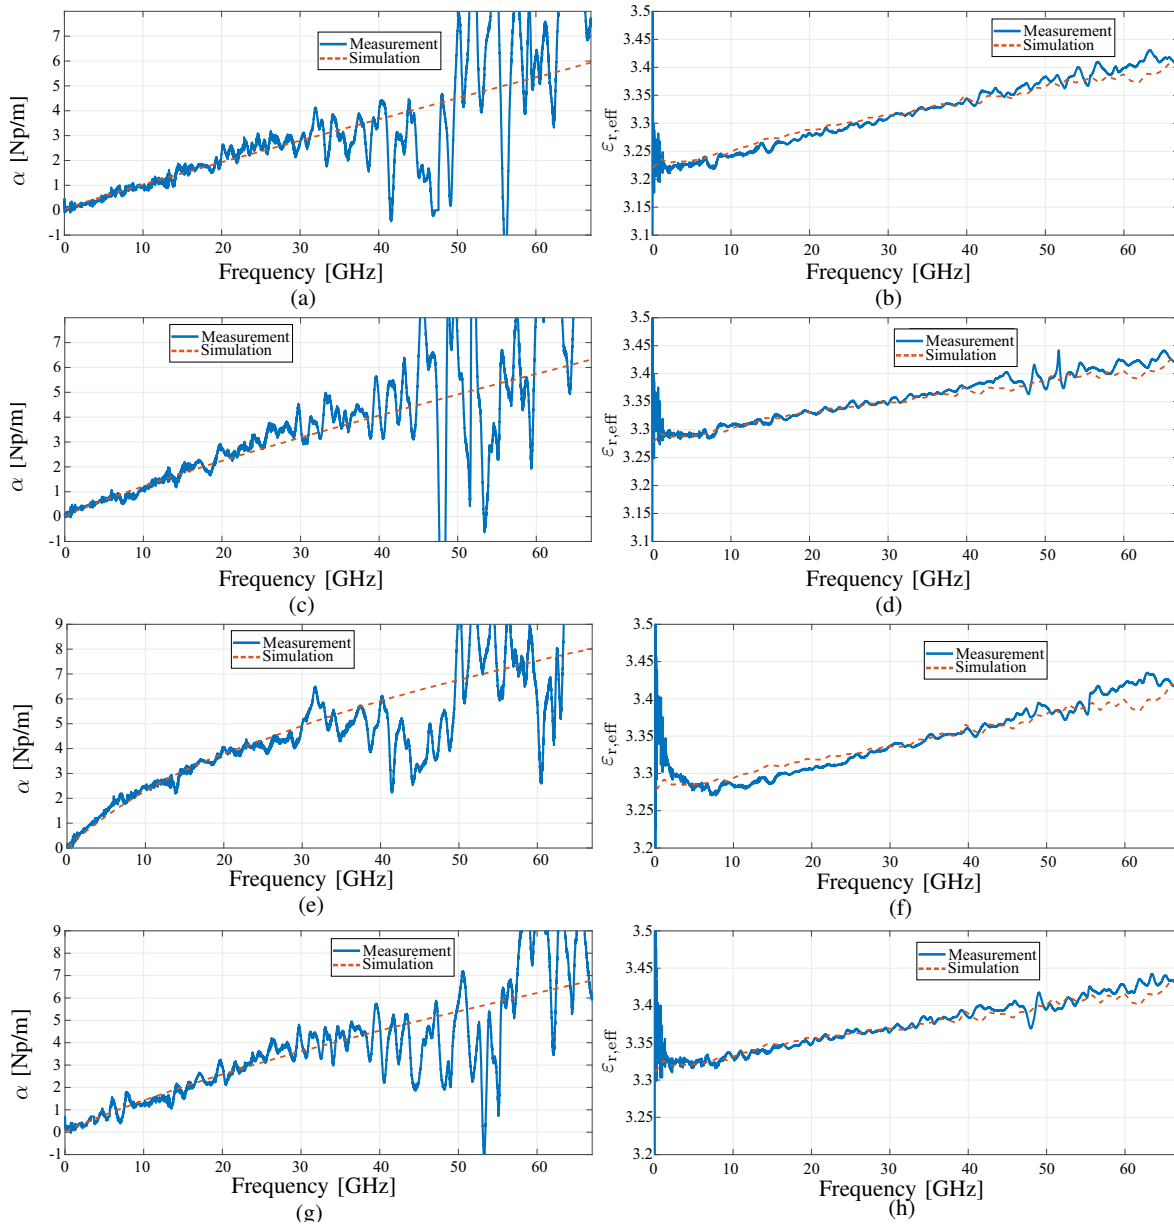 α [Np/m]
7
6
5
4
3
2
1
0
-1
Measurement
Simulation
0 10 20 30 40 50 60
Frequency [GHz]
(a)
εr,eff
3.5
3.45
3.4
3.35
3.3
3.25
3.2
3.15
3.1
Measurement
Simulation
0 10 20 30 40 50 60
Frequency [GHz]
(b)
α [Np/m]
7
6
5
4
3
2
1
0
-1
Measurement
Simulation
0 10 20 30 40 50 60
Frequency [GHz]
(c)
εr,eff
3.5
3.45
3.4
3.35
3.3
3.25
3.2
3.15
3.1
Measurement
Simulation
0 10 20 30 40 50 60
Frequency [GHz]
(d)
α [Np/m]
9
8
7
6
5
4
3
2
1
0
Measurement
Simulation
0 10 20 30 40 50 60
Frequency [GHz]
(e)
εr,eff
3.5
3.45
3.4
3.35
3.3
3.25
3.2
Measurement
Simulation
0 10 20 30 40 50 60
Frequency [GHz]
(f)
α [Np/m]
9
8
7
6
5
4
3
2
1
0
-1
Measurement
Simulation
0 10 20 30 40 50 60
Frequency [GHz]
(g)
εr,eff
3.5
3.45
3.4
3.35
3.3
3.25
3.2
Measurement
Simulation
0 10 20 30 40 50 60
Frequency [GHz]
(h)